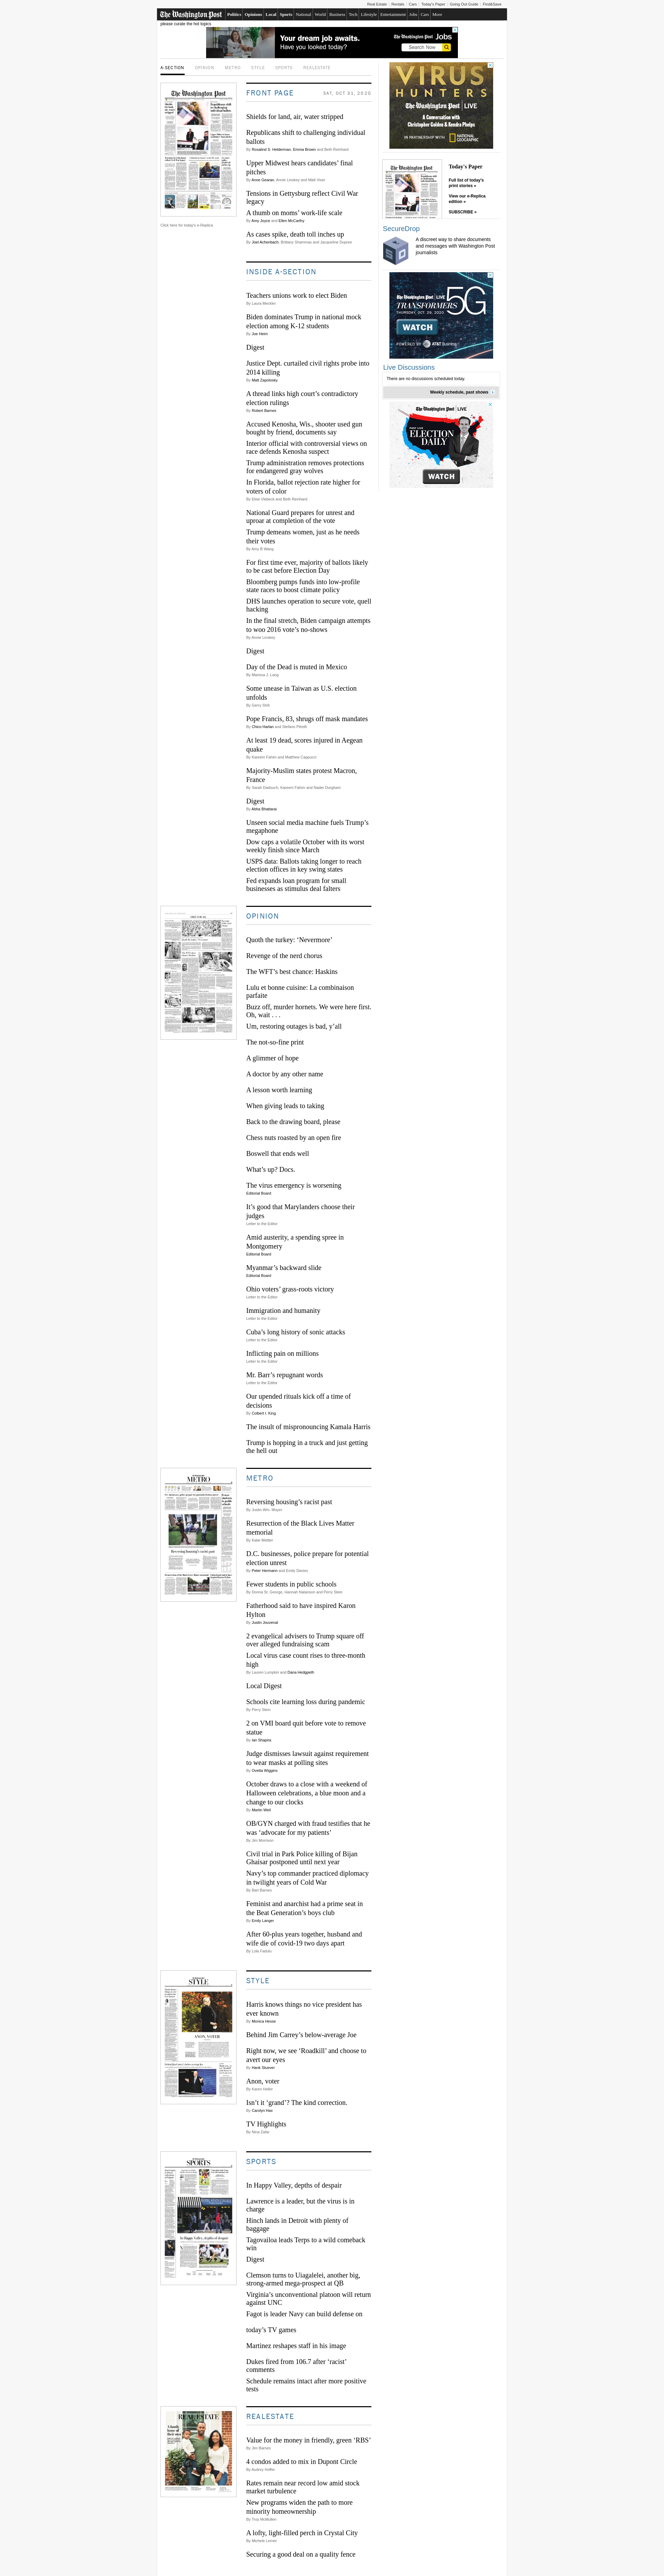 Real Estate Rentals Cars Today's Paper Going Out Guide Find&Save
The Washington Post Politics Opinions Local Sports National World Business Tech Lifestyle Entertainment Jobs Cars More
please curate the hot topics
Your dream job awaits.
Have you looked today?
The Washington Post Jobs
Search Now
A-SECTION OPINION METRO STYLE SPORTS REALESTATE
The Washington Post
Click here for today's e-Replica
FRONT PAGE
SAT, OCT 31, 2020
Shields for land, air, water stripped
Republicans shift to challenging individual
ballots
By Rosalind S. Helderman, Emma Brown and Beth Reinhard
Upper Midwest hears candidates' final
pitches
By Anne Gearan, Annie Linskey and Matt Viser
Tensions in Gettysburg reflect Civil War
legacy
A thumb on moms' work-life scale
By Amy Joyce and Ellen McCarthy
As cases spike, death toll inches up
By Joel Achenbach, Brittany Shammas and Jacqueline Dupree
INSIDE A-SECTION
Teachers unions work to elect Biden
By Laura Meckler
Biden dominates Trump in national mock
election among K-12 students
By Joe Heim
Digest
Justice Dept. curtailed civil rights probe into
2014 killing
By Matt Zapotosky
A thread links high court's contradictory
election rulings
By Robert Barnes
Accused Kenosha, Wis., shooter used gun
bought by friend, documents say
Interior official with controversial views on
race defends Kenosha suspect
Trump administration removes protections
for endangered gray wolves
In Florida, ballot rejection rate higher for
voters of color
By Elise Viebeck and Beth Reinhard
National Guard prepares for unrest and
uproar at completion of the vote
Trump demeans women, just as he needs
their votes
By Amy B Wang
For first time ever, majority of ballots likely
to be cast before Election Day
Bloomberg pumps funds into low-profile
state races to boost climate policy
DHS launches operation to secure vote, quell
hacking
In the final stretch, Biden campaign attempts
to woo 2016 vote's no-shows
By Annie Linskey
Digest
Day of the Dead is muted in Mexico
By Marissa J. Lang
Some unease in Taiwan as U.S. election
unfolds
By Gerry Shih
Pope Francis, 83, shrugs off mask mandates
By Chico Harlan and Stefano Pitrelli
At least 19 dead, scores injured in Aegean
quake
By Kareem Fahim and Matthew Cappucci
Majority-Muslim states protest Macron,
France
By Sarah Dadouch, Kareem Fahim and Nader Durgham
Digest
By Abha Bhattarai
Unseen social media machine fuels Trump's
megaphone
Dow caps a volatile October with its worst
weekly finish since March
USPS data: Ballots taking longer to reach
election offices in key swing states
Fed expands loan program for small
businesses as stimulus deal falters
OPINION
Quoth the turkey: 'Nevermore'
Revenge of the nerd chorus
The WFT's best chance: Haskins
Lulu et bonne cuisine: La combinaison
parfaite
Buzz off, murder hornets. We were here first.
Oh, wait . . .
Um, restoring outages is bad, y'all
The not-so-fine print
A glimmer of hope
A doctor by any other name
A lesson worth learning
When giving leads to taking
Back to the drawing board, please
Chess nuts roasted by an open fire
Boswell that ends well
What's up? Docs.
The virus emergency is worsening
Editorial Board
It's good that Marylanders choose their
judges
Letter to the Editor
Amid austerity, a spending spree in
Montgomery
Editorial Board
Myanmar's backward slide
Editorial Board
Ohio voters' grass-roots victory
Letter to the Editor
Immigration and humanity
Letter to the Editor
Cuba's long history of sonic attacks
Letter to the Editor
Inflicting pain on millions
Letter to the Editor
Mr. Barr's repugnant words
Letter to the Editor
Our upended rituals kick off a time of
decisions
By Colbert I. King
The insult of mispronouncing Kamala Harris
Trump is hopping in a truck and just getting
the hell out
METRO
METRO
Reversing housing's racist past
Reversing housing's racist past
By Justin Wm. Moyer
Resurrection of the Black Lives Matter
memorial
By Katie Mettler
D.C. businesses, police prepare for potential
election unrest
By Peter Hermann and Emily Davies
Fewer students in public schools
By Donna St. George, Hannah Natanson and Perry Stein
Fatherhood said to have inspired Karon
Hylton
By Justin Jouvenal
2 evangelical advisers to Trump square off
over alleged fundraising scam
Local virus case count rises to three-month
high
By Lauren Lumpkin and Dana Hedgpeth
Local Digest
Schools cite learning loss during pandemic
By Perry Stein
2 on VMI board quit before vote to remove
statue
By Ian Shapira
Judge dismisses lawsuit against requirement
to wear masks at polling sites
By Ovetta Wiggins
October draws to a close with a weekend of
Halloween celebrations, a blue moon and a
change to our clocks
By Martin Weil
OB/GYN charged with fraud testifies that he
was 'advocate for my patients'
By Jim Morrison
Civil trial in Park Police killing of Bijan
Ghaisar postponed until next year
Navy's top commander practiced diplomacy
in twilight years of Cold War
By Bart Barnes
Feminist and anarchist had a prime seat in
the Beat Generation's boys club
By Emily Langer
After 60-plus years together, husband and
wife die of covid-19 two days apart
By Lola Fadulu
STYLE
ANON, VOTER
STYLE
Harris knows things no vice president has
ever known
By Monica Hesse
Behind Jim Carrey's below-average Joe
Right now, we see 'Roadkill' and choose to
avert our eyes
By Hank Stuever
Anon, voter
By Karen Heller
Isn't it 'grand'? The kind correction.
By Carolyn Hax
TV Highlights
By Nina Zafar
SPORTS
In Happy Valley, depths of despair
SPORTS
In Happy Valley, depths of despair
Lawrence is a leader, but the virus is in
charge
Hinch lands in Detroit with plenty of
baggage
Tagovailoa leads Terps to a wild comeback
win
Digest
Clemson turns to Uiagalelei, another big,
strong-armed mega-prospect at QB
Virginia's unconventional platoon will return
against UNC
Fagot is leader Navy can build defense on
today's TV games
Martinez reshapes staff in his image
Dukes fired from 106.7 after 'racist'
comments
Schedule remains intact after more positive
tests
REAL ESTATE
REALESTATE
Value for the money in friendly, green 'RBS'
By Jim Barnes
4 condos added to mix in Dupont Circle
By Audrey Hoffer
Rates remain near record low amid stock
market turbulence
New programs widen the path to more
minority homeownership
By Troy McMullen
A lofty, light-filled perch in Crystal City
By Michele Lerner
Securing a good deal on a quality fence
VIRUS
HUNTERS
The Washington Post LIVE
A Conversation with
Christopher Golden & Kendra Phelps
IN PARTNERSHIP WITH NATIONAL GEOGRAPHIC
The Washington Post
Today's Paper
Full list of today's
print stories »
View our e-Replica
edition »
SUBSCRIBE »
SecureDrop
A discreet way to share documents
and messages with Washington Post
journalists
The Washington Post LIVE
TRANSFORMERS 5G
THURSDAY, OCT. 29, 2020
WATCH
POWERED BY AT&T Business
Live Discussions
There are no discussions scheduled today.
Weekly schedule, past shows
The Washington Post LIVE
ELECTION
DAILY
WATCH